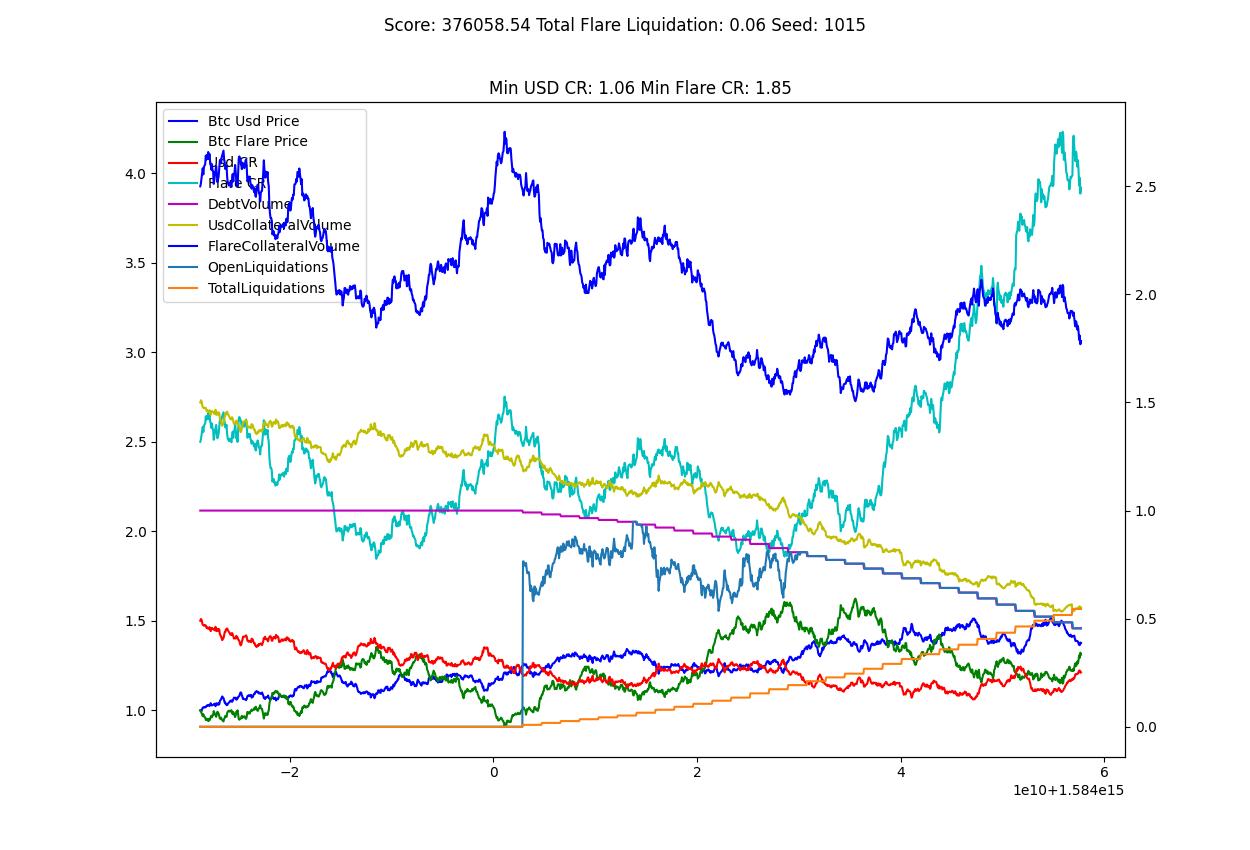 Score: 376058.54 Total Flare Liquidation: 0.06 Seed: 1015
Min USD CR: 1.06 Min Flare CR: 1.85
Btc Usd Price
Btc Flare Price
Usd CR
Flare CR
DebtVolume
UsdCollateralVolume
FlareCollateralVolume
OpenLiquidations
TotalLiquidations
4.0
3.5
3.0
2.5
2.0
1.5
1.0
2.5
2.0
1.5
1.0
0.5
0.0
−2
0
2
4
6
1e10+1.584e15